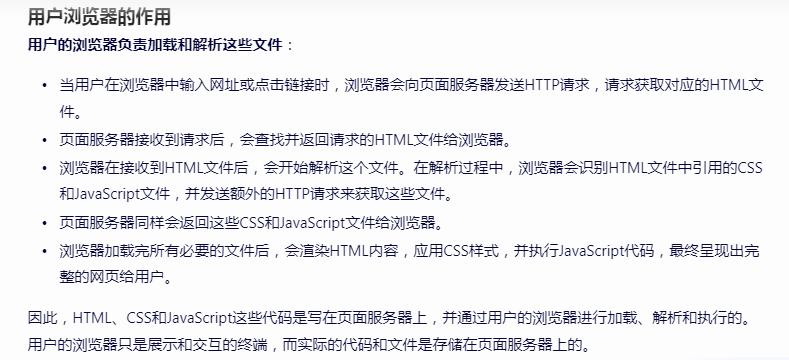 用户浏览器的作用
用户的浏览器负责加载和解析这些文件：
• 当用户在浏览器中输入网址或点击链接时，浏览器会向页面服务器发送HTTP请求，请求获取对应的HTML文
件。
• 页面服务器接收到请求后，会查找并返回请求的HTML文件给浏览器。
• 浏览器在接收到HTML文件后，会开始解析这个文件。在解析过程中，浏览器会识别HTML文件中引用的CSS
和JavaScript文件，并发送额外的HTTP请求来获取这些文件。
• 页面服务器同样会返回这些CSS和JavaScript文件给浏览器。
• 浏览器加载完所有必要的文件后，会渲染HTML内容，应用CSS样式，并执行JavaScript代码，最终呈现出完
整的网页给用户。
因此，HTML、CSS和JavaScript这些代码是写在页面服务器上，并通过用户的浏览器进行加载、解析和执行的。
用户的浏览器只是展示和交互的终端，而实际的代码和文件是存储在页面服务器上的。